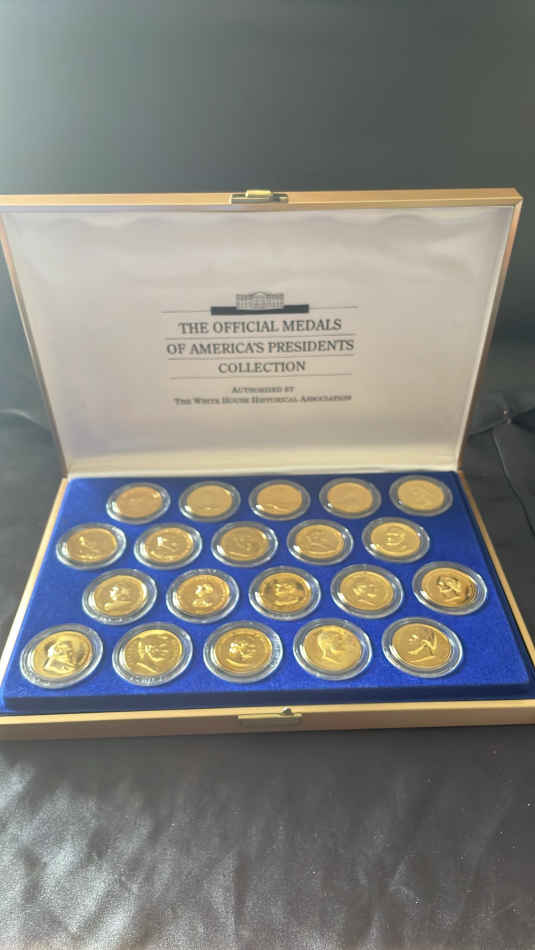 THE OFFICIAL MEDALS
OF AMERICA'S PRESIDENTS
COLLECTION
AUTHORIZED BY
THE WHITE HOUSE HISTORICAL ASSOCIATION